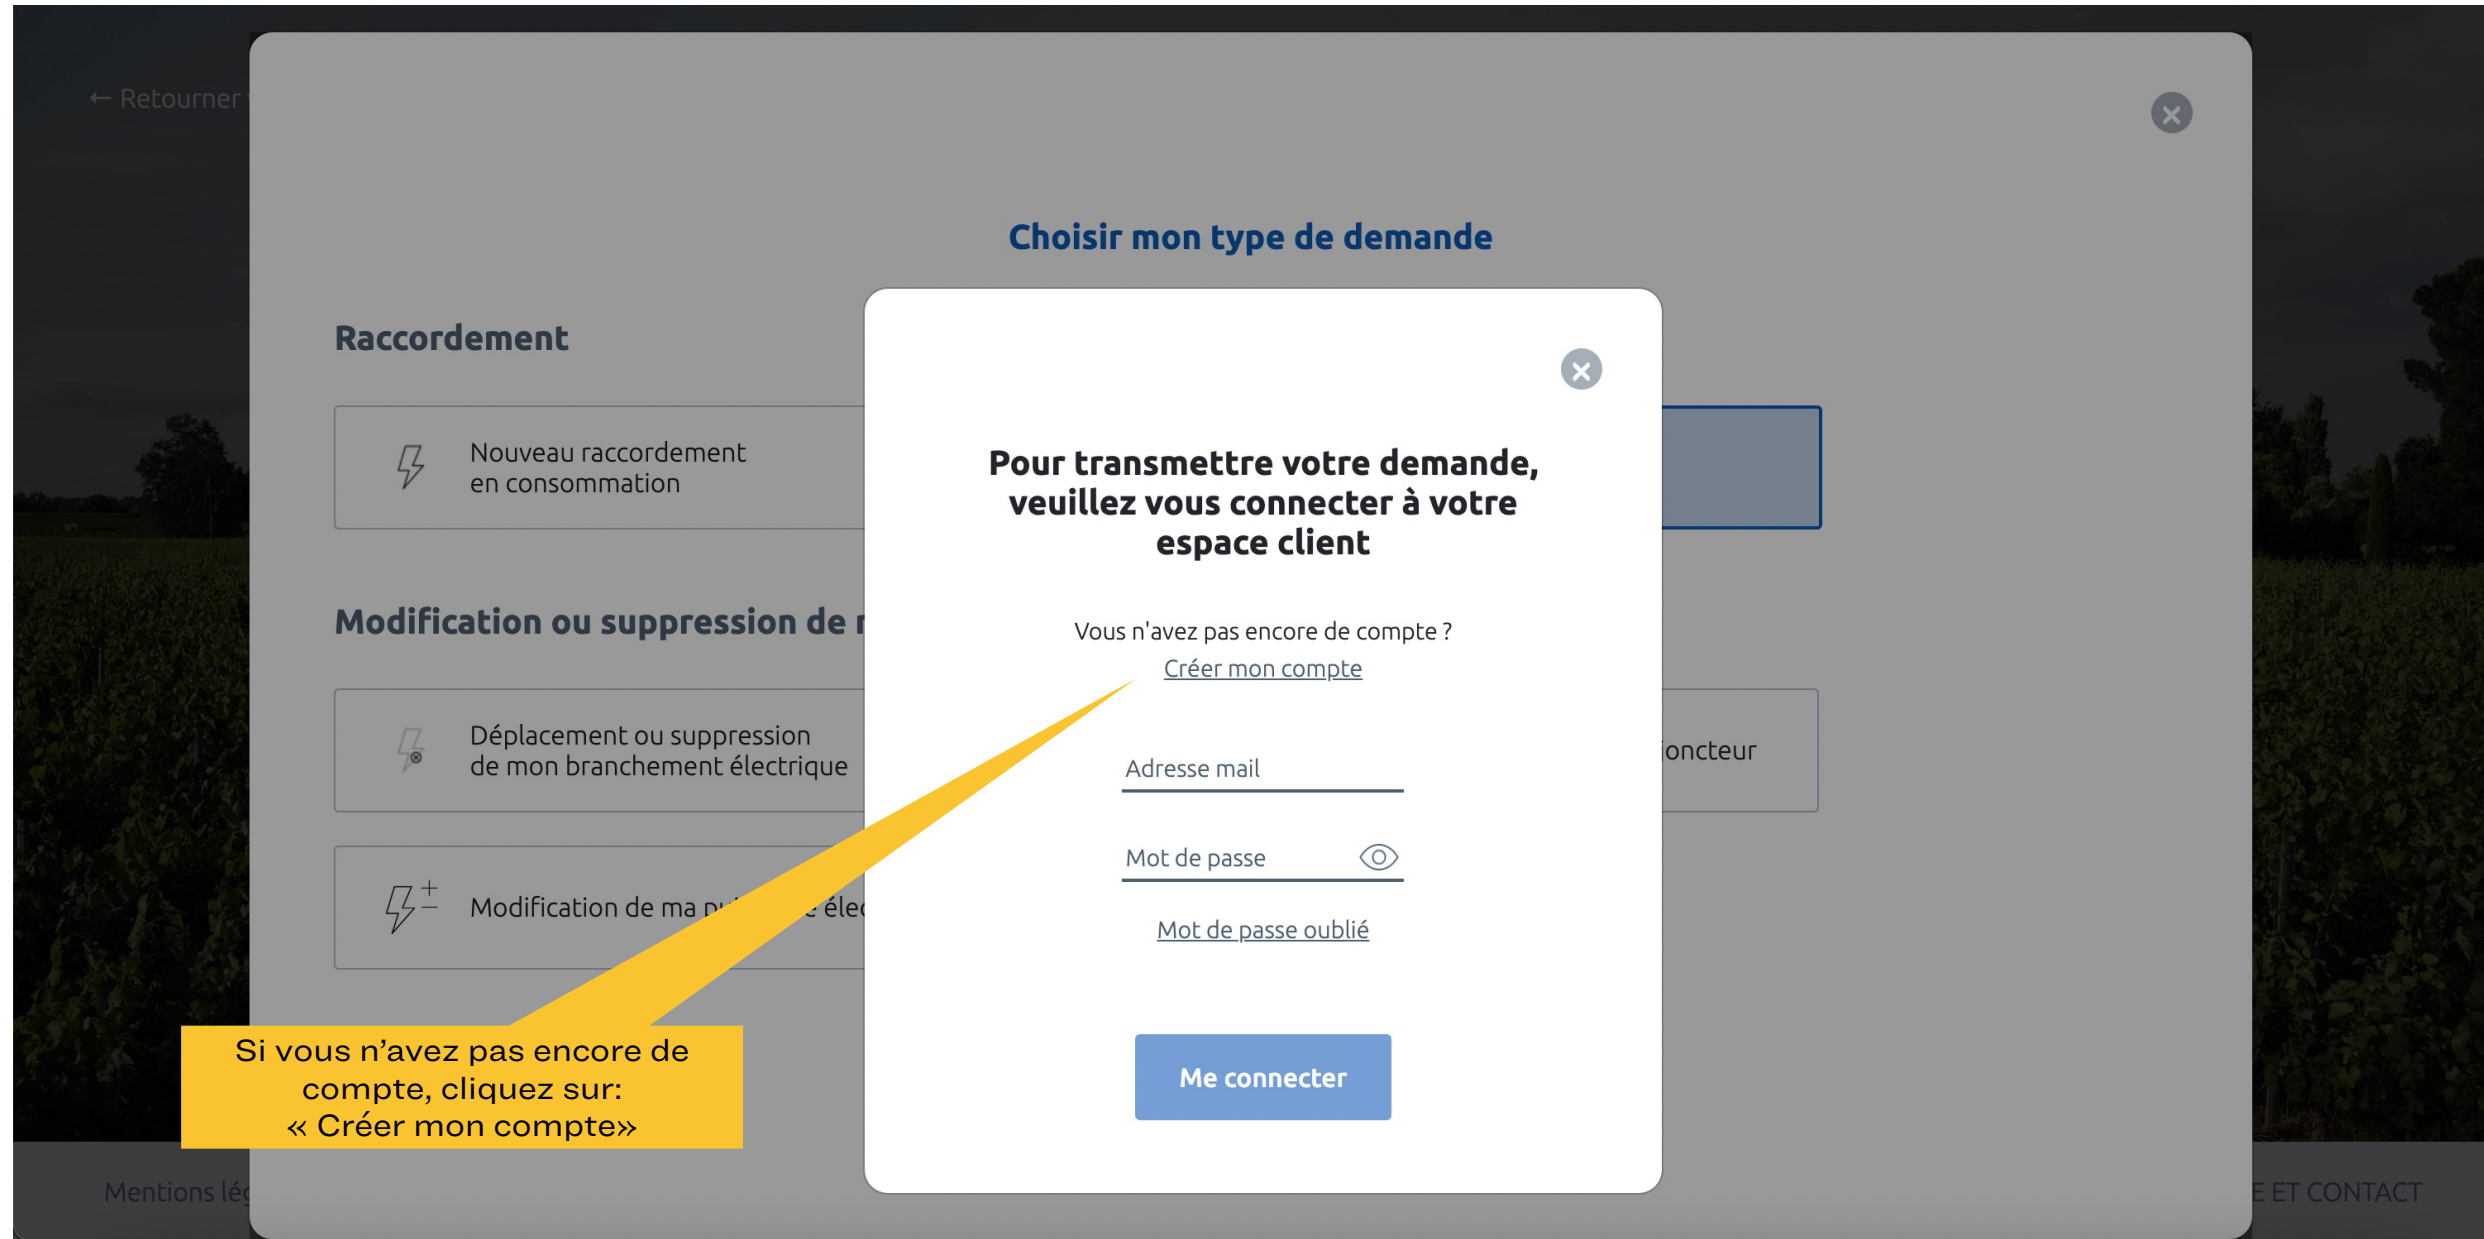 ← Retourner
Choisir mon type de demande
Raccordement
Nouveau raccordement
en consommation
Modification ou suppression de
Déplacement ou suppression
de mon branchement électrique
joncteur
Modification de ma
Pour transmettre votre demande,
veuillez vous connecter à votre
espace client
Vous n'avez pas encore de compte ?
Créer mon compte
Adresse mail
Mot de passe
Mot de passe oublié
Me connecter
Si vous n’avez pas encore de
compte, cliquez sur:
« Créer mon compte»
Mentions
ET CONTACT